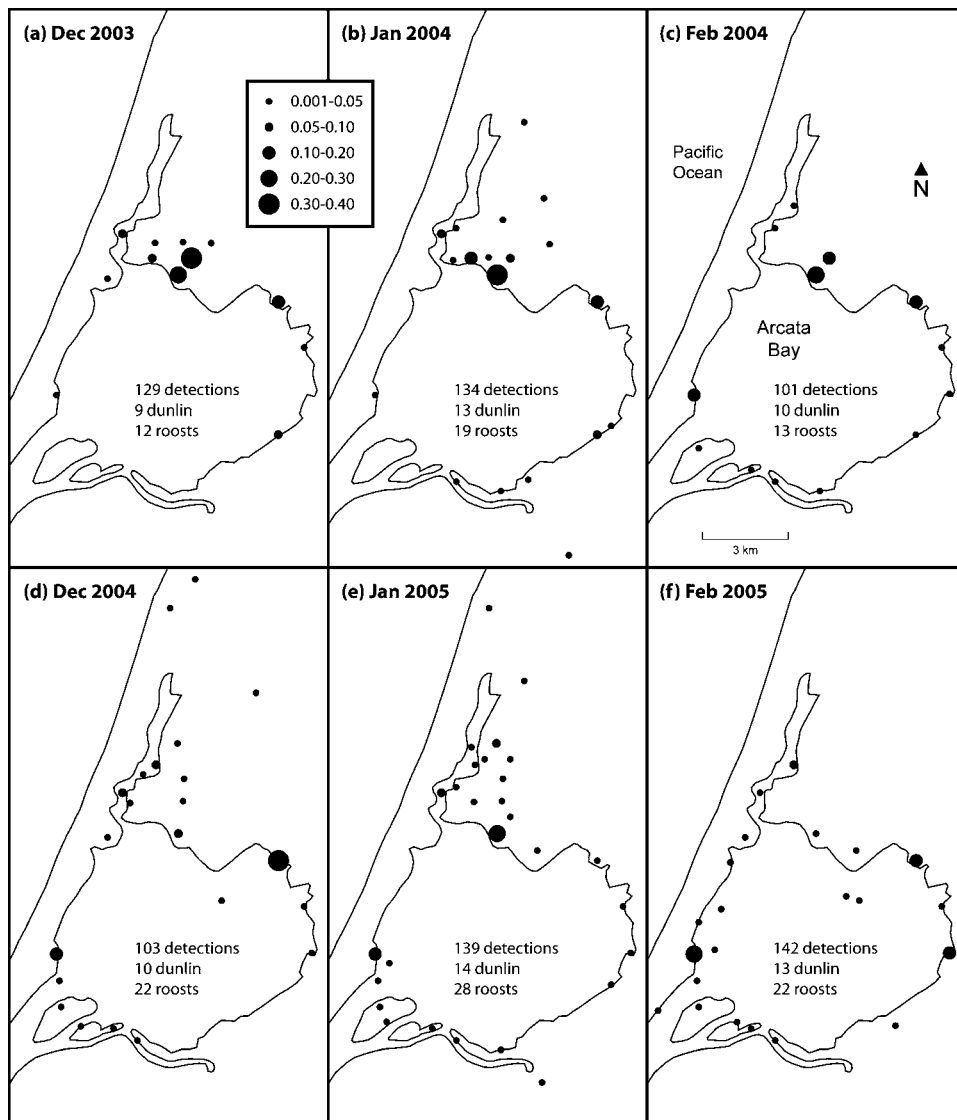 (a) Dec 2003
(b) Jan 2004
(c) Feb 2004
0.001-0.05
0.05-0.10
0.10-0.20
0.20-0.30
0.30-0.40
Pacific
Ocean
N
Arcata
Bay
129 detections
9 dunlin
12 roosts
134 detections
13 dunlin
19 roosts
101 detections
10 dunlin
13 roosts
3 km
(d) Dec 2004
(e) Jan 2005
(f) Feb 2005
103 detections
10 dunlin
22 roosts
139 detections
14 dunlin
28 roosts
142 detections
13 dunlin
22 roosts